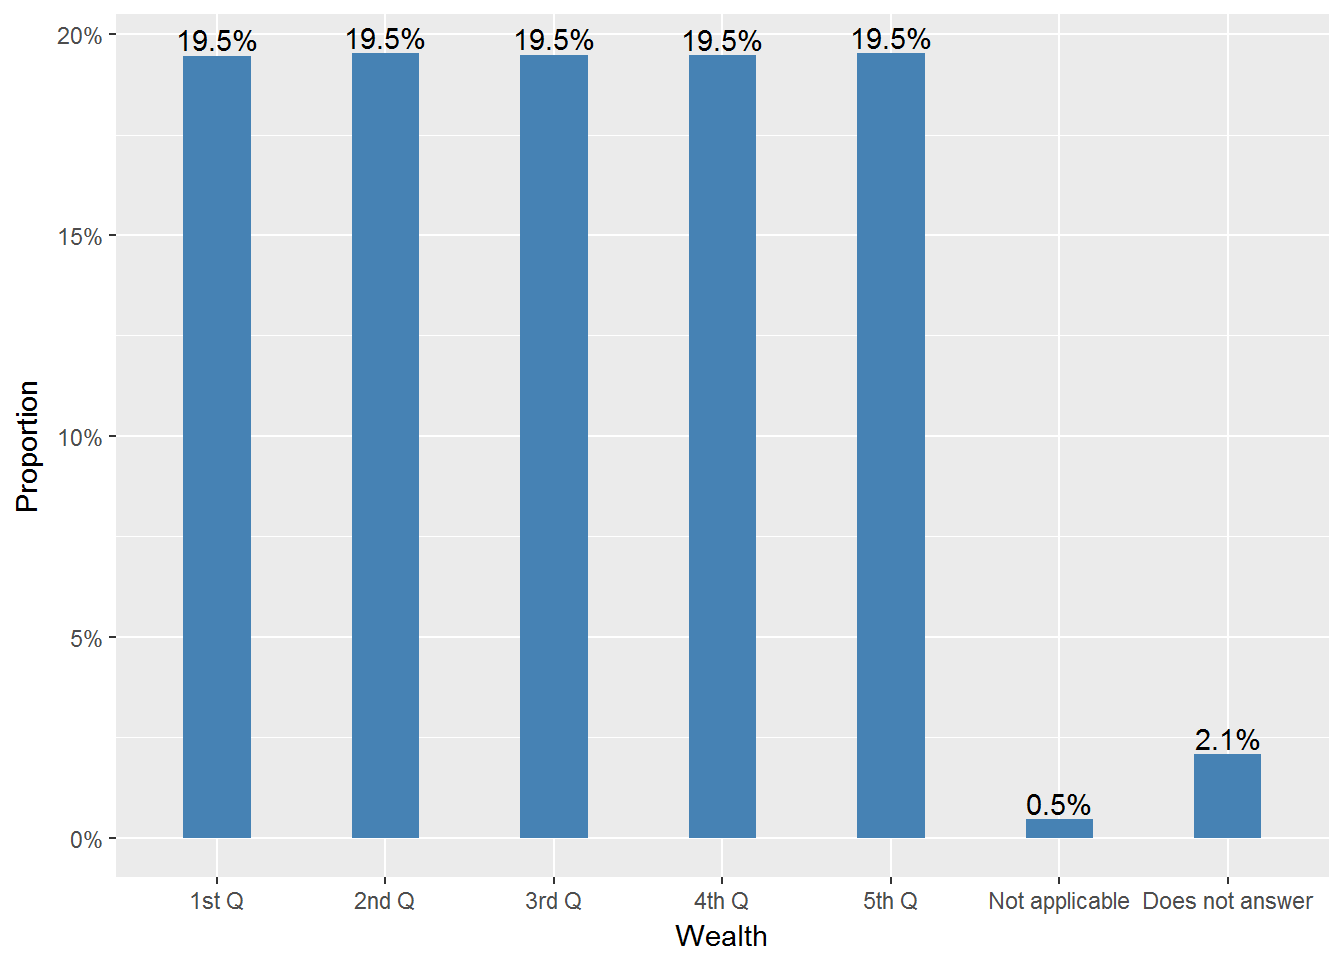 20%
15%
10%
5%
0%
Proportion
19.5%
19.5%
19.5%
19.5%
19.5%
0.5%
2.1%
1st Q
2nd Q
3rd Q
4th Q
5th Q
Not applicable
Does not answer
Wealth